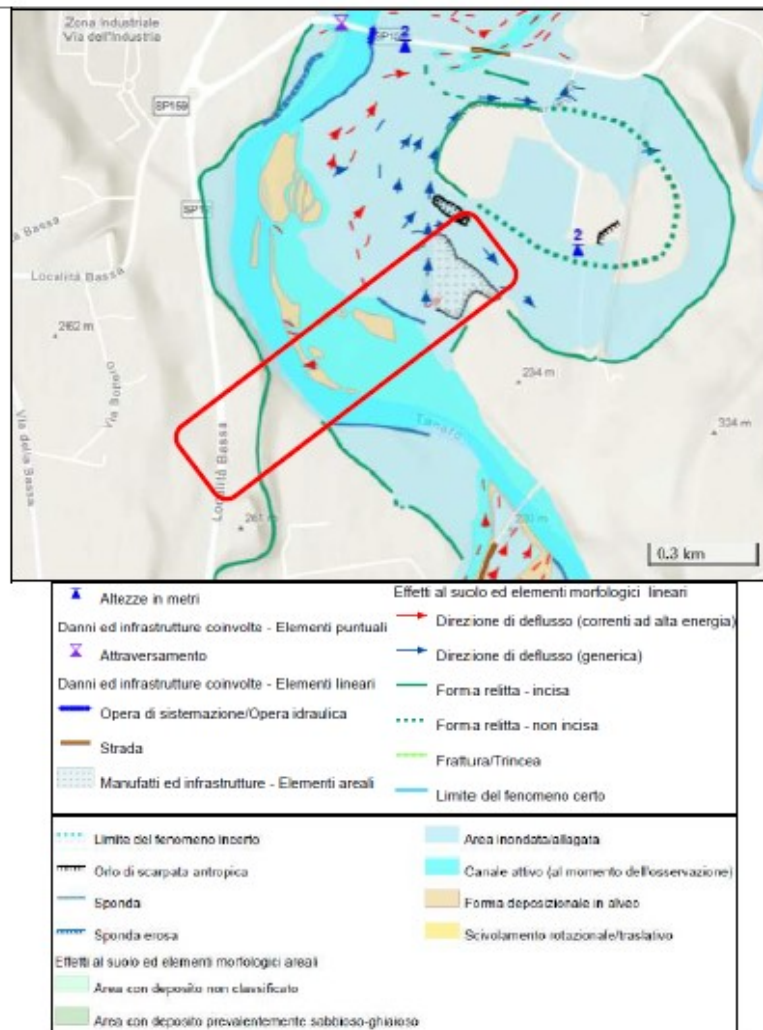 Zona Industriale
Via dell'Industria
2
SP159
Località Bassa
262 m
Via della Bassa
Località Bassa
261 m
Tanaro
2
234 m
324 m
230 m
0.3 km
Altezze in metri
Danni ed infrastrutture coinvolte - Elementi puntuali
Attraversamento
Danni ed infrastrutture coinvolte - Elementi lineari
Opera di sistemazione/Opera idraulica
Strada
Manufatti ed infrastrutture - Elementi areali
Effetti al suolo ed elementi morfologici lineari
Direzione di deflusso (correnti ad alta energia)
Direzione di deflusso (generica)
Forma relitta - incisa
Forma relitta - non incisa
Frattura/Trincea
Limite del fenomeno certo
Limite del fenomeno incerto
Orlo di scarpata antropica
Sponda
Sponda erosa
Effetti al suolo ed elementi morfologici areali
Area con deposito non classificato
Area con deposito prevalentemente sabbioso-ghiaioso
Area inondata/allagata
Canale attivo (al momento dell'osservazione)
Forma deposizionale in alveo
Scivolamento rotazionale/traslativo